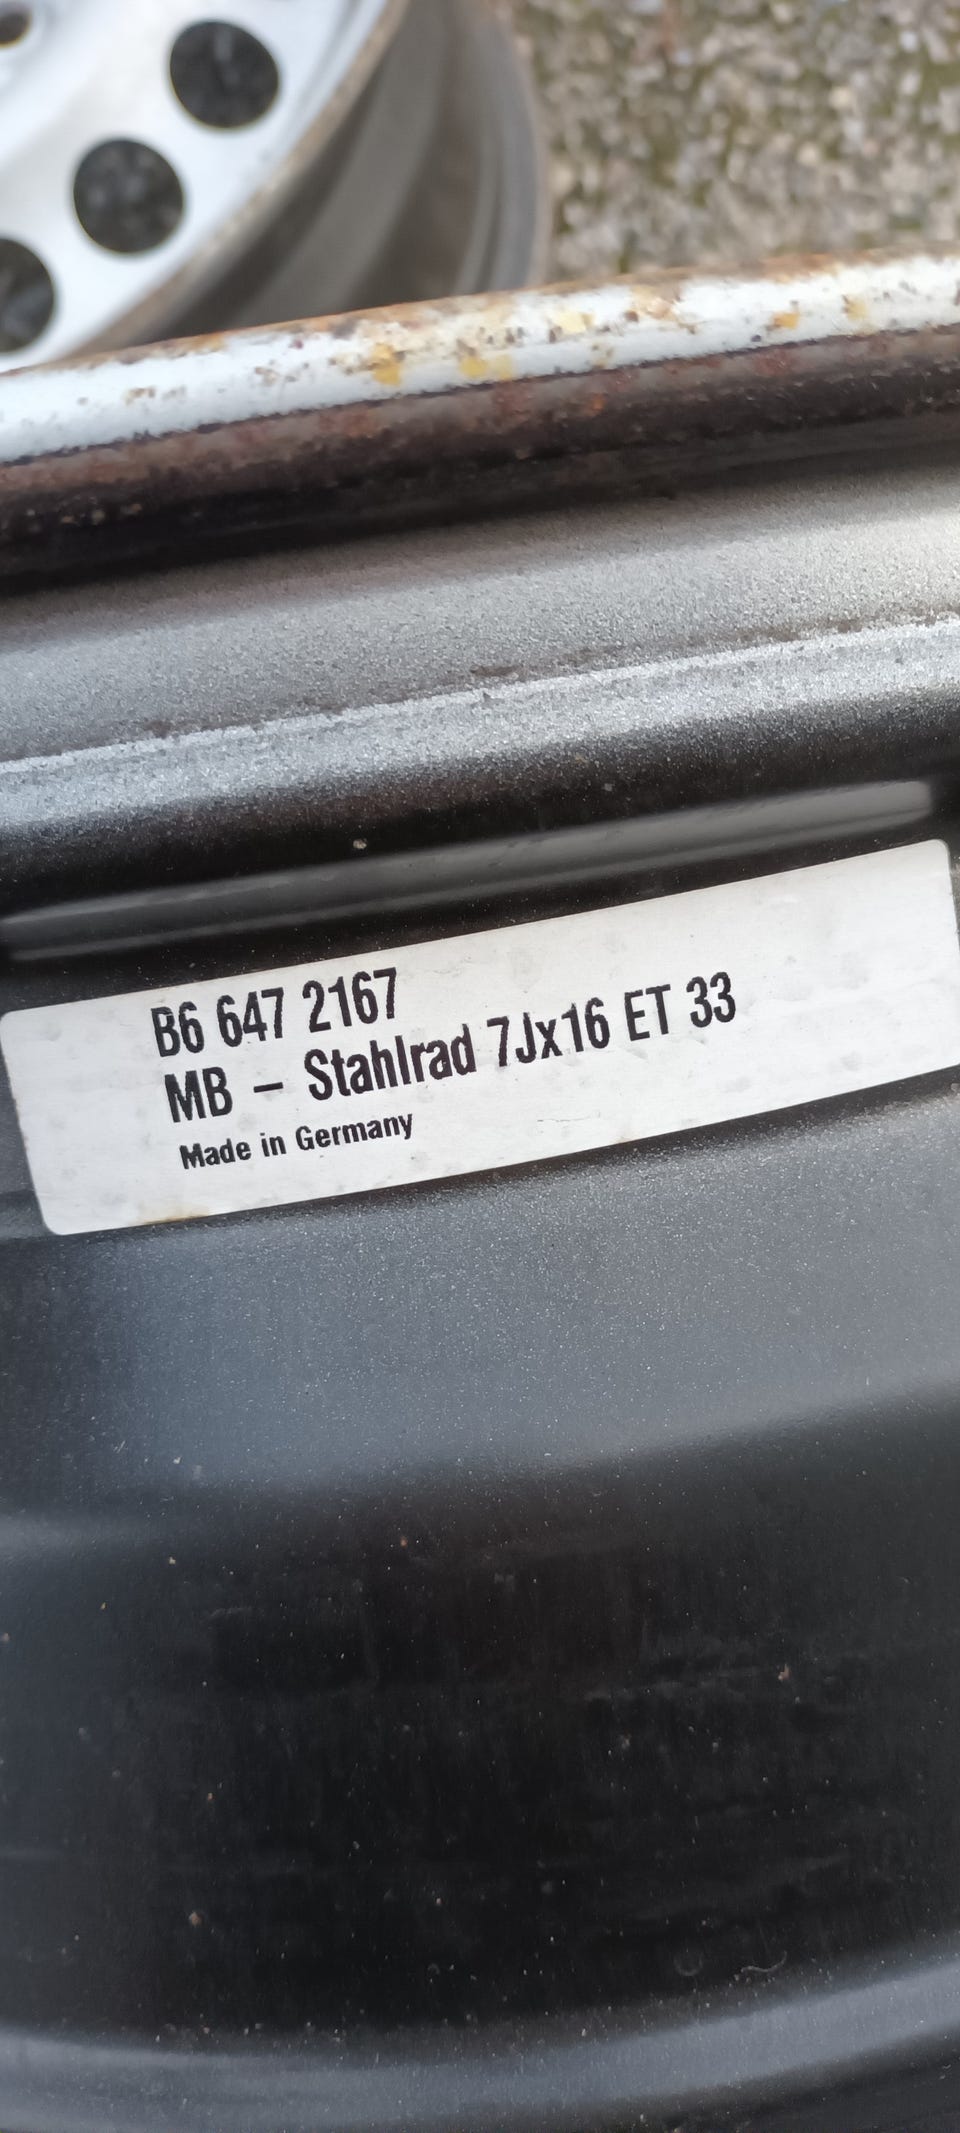 B6 647 2167
MB – Stahlrad 7Jx16 ET 33
Made in Germany